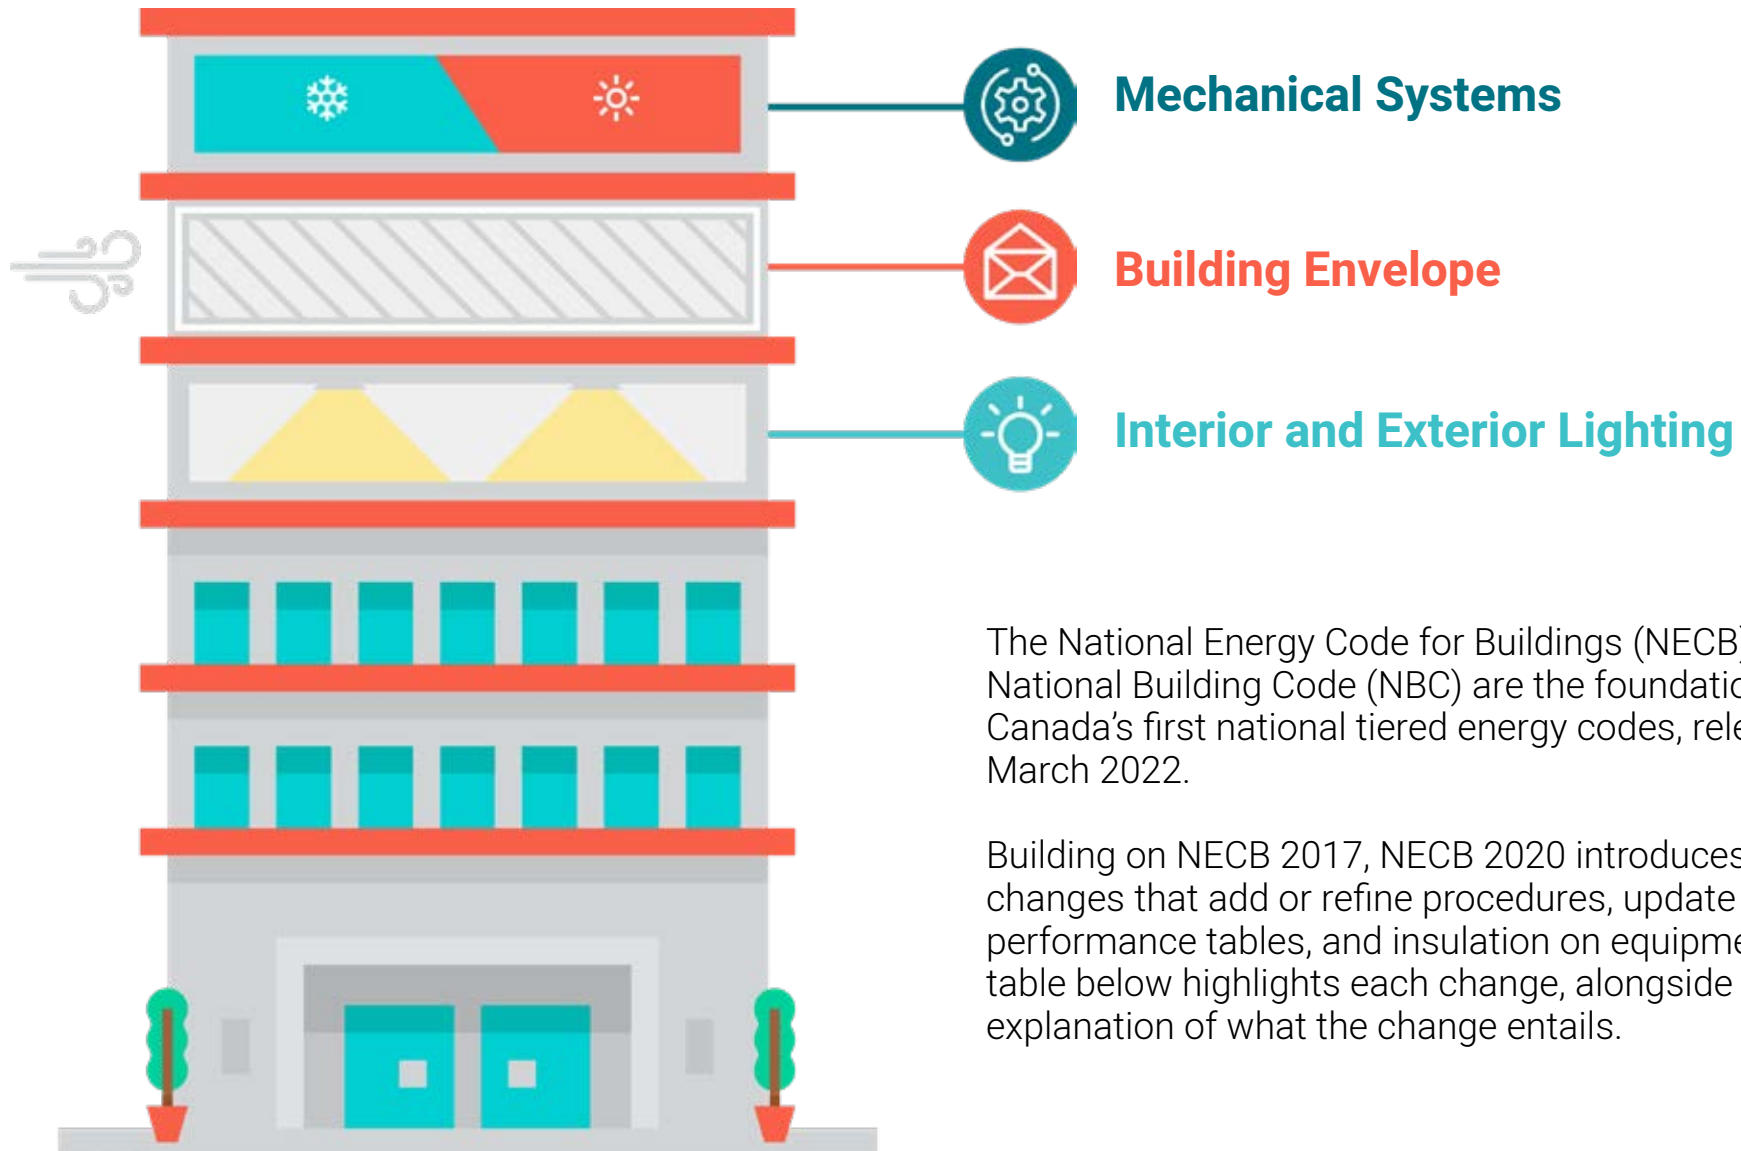 Mechanical Systems
Building Envelope
Interior and Exterior Lighting
The National Energy Code for Buildings (NECB)
National Building Code (NBC) are the
Canada's first national tiered energy codes,
March 2022.
Building on NECB 2017, NECB 2020 introduces
changes that add or refine procedures, update
performance tables, and insulation on
table below highlights each change, alongside
explanation of what the change entails.